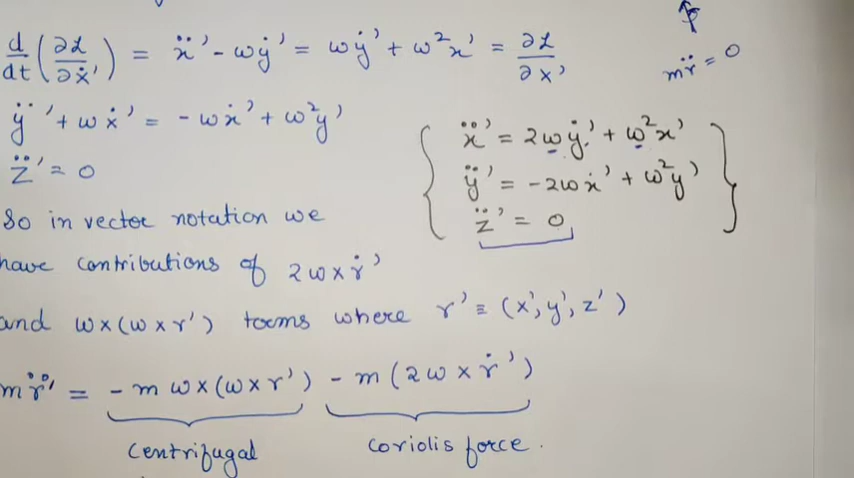 d/dt(∂L/∂ẋ') = ẍ' - ωẏ' = ωẏ' + ω²x' = ∂L/∂x'
mr̈ = 0
ÿ' + ωẋ' = -ωẋ' + ω²y'
z̈' = 0
ẍ' = 2ωẏ' + ω²x'
ÿ' = -2ωẋ' + ω²y'
z̈' = 0
So in vector notation we
have contributions of 2ω×ṙ'
and ω×(ω×r') terms where r' ≡ (x', y', z')
mr̈' = -mω×(ω×r') - m(2ω×ṙ')
centrifugal
coriolis force.